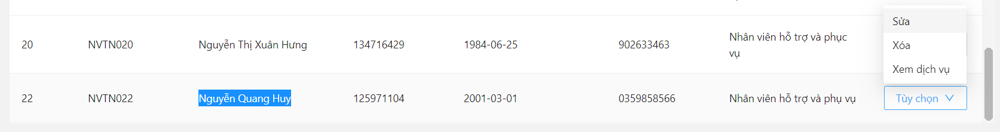 Sửa
20 NVTN020 Nguyễn Thị Xuân Hưng 134716429 1984-06-25 902633463 Nhân viên hỗ trợ và phục
vụ
Xóa
Xem dịch vụ
22 NVTN022 Nguyễn Quang Huy 125971104 2001-03-01 0359858566 Nhân viên hỗ trợ và phụ vụ Tùy chọn